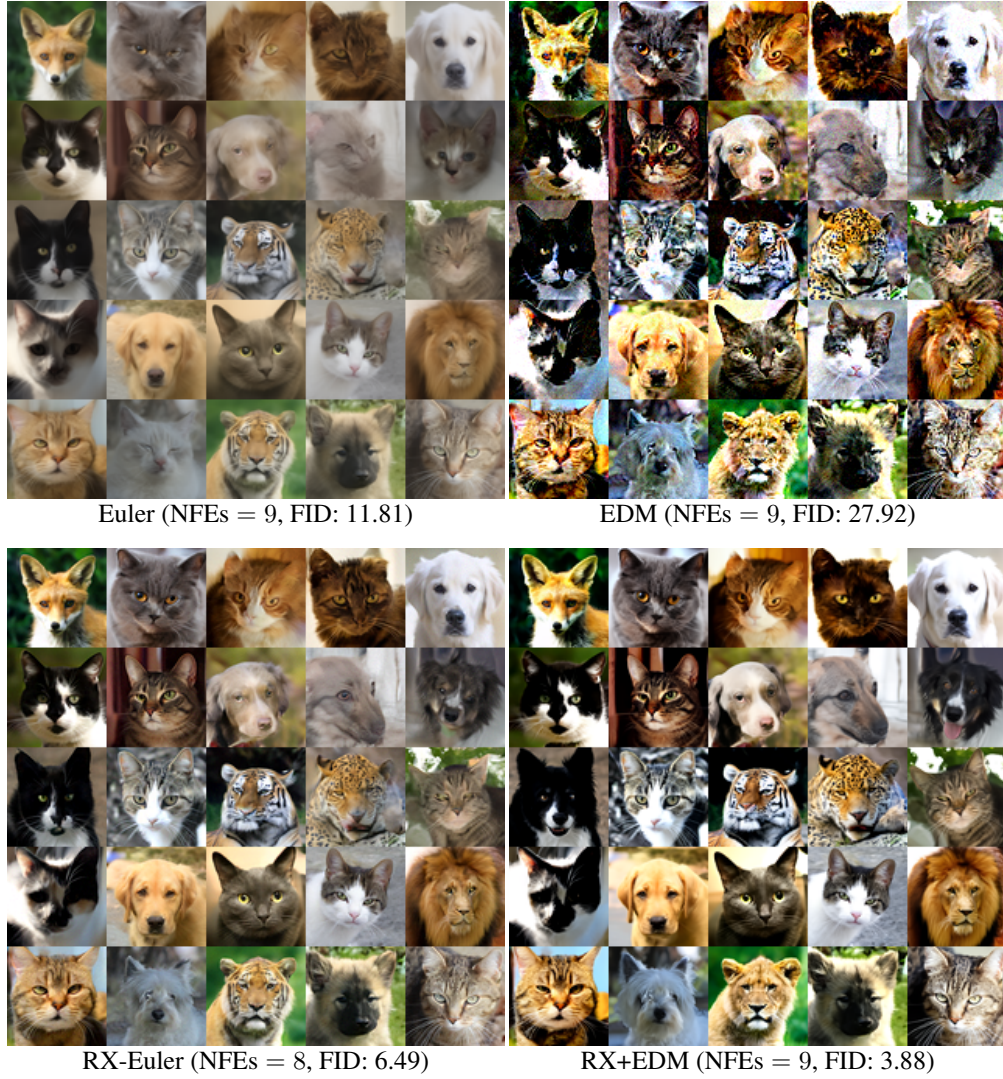 Euler (NFEs = 9, FID: 11.81)
EDM (NFEs = 9, FID: 27.92)
RX-Euler (NFEs = 8, FID: 6.49)
RX+EDM (NFEs = 9, FID: 3.88)